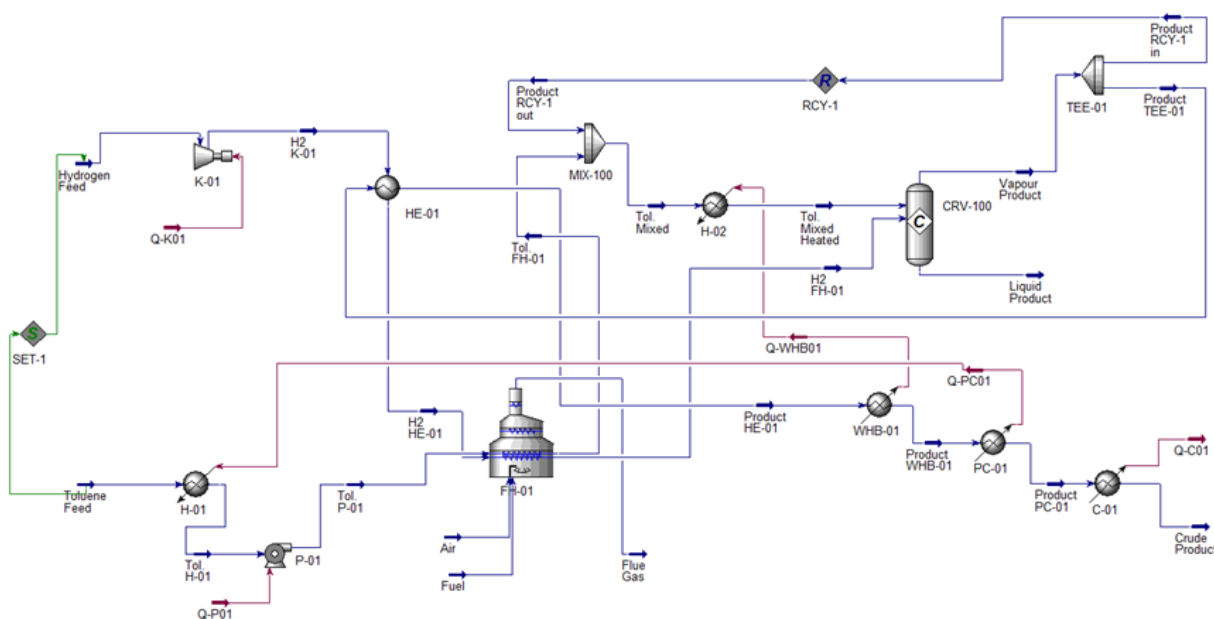 Product
RCY-1
in
R
RCY-1
Product
RCY-1
out
TEE-01
Product
TEE-01
H2
K-01
Hydrogen
Feed
K-01
MIX-100
Q-K01
HE-01
Tol.
FH-01
Tol.
Mixed
H-02
Tol.
Mixed
Heated
C
CRV-100
Vapour
Product
H2
FH-01
Liquid
Product
S
SET-1
Q-WHB01
Q-PC01
H2
HE-01
Product
HE-01
WHB-01
Product
WHB-01
PC-01
Product
PC-01
C-01
Q-C01
Crude
Product
Toluene
Feed
H-01
Tol.
P-01
FH-01
Tol.
H-01
P-01
Air
Fuel
Flue
Gas
Q-P01